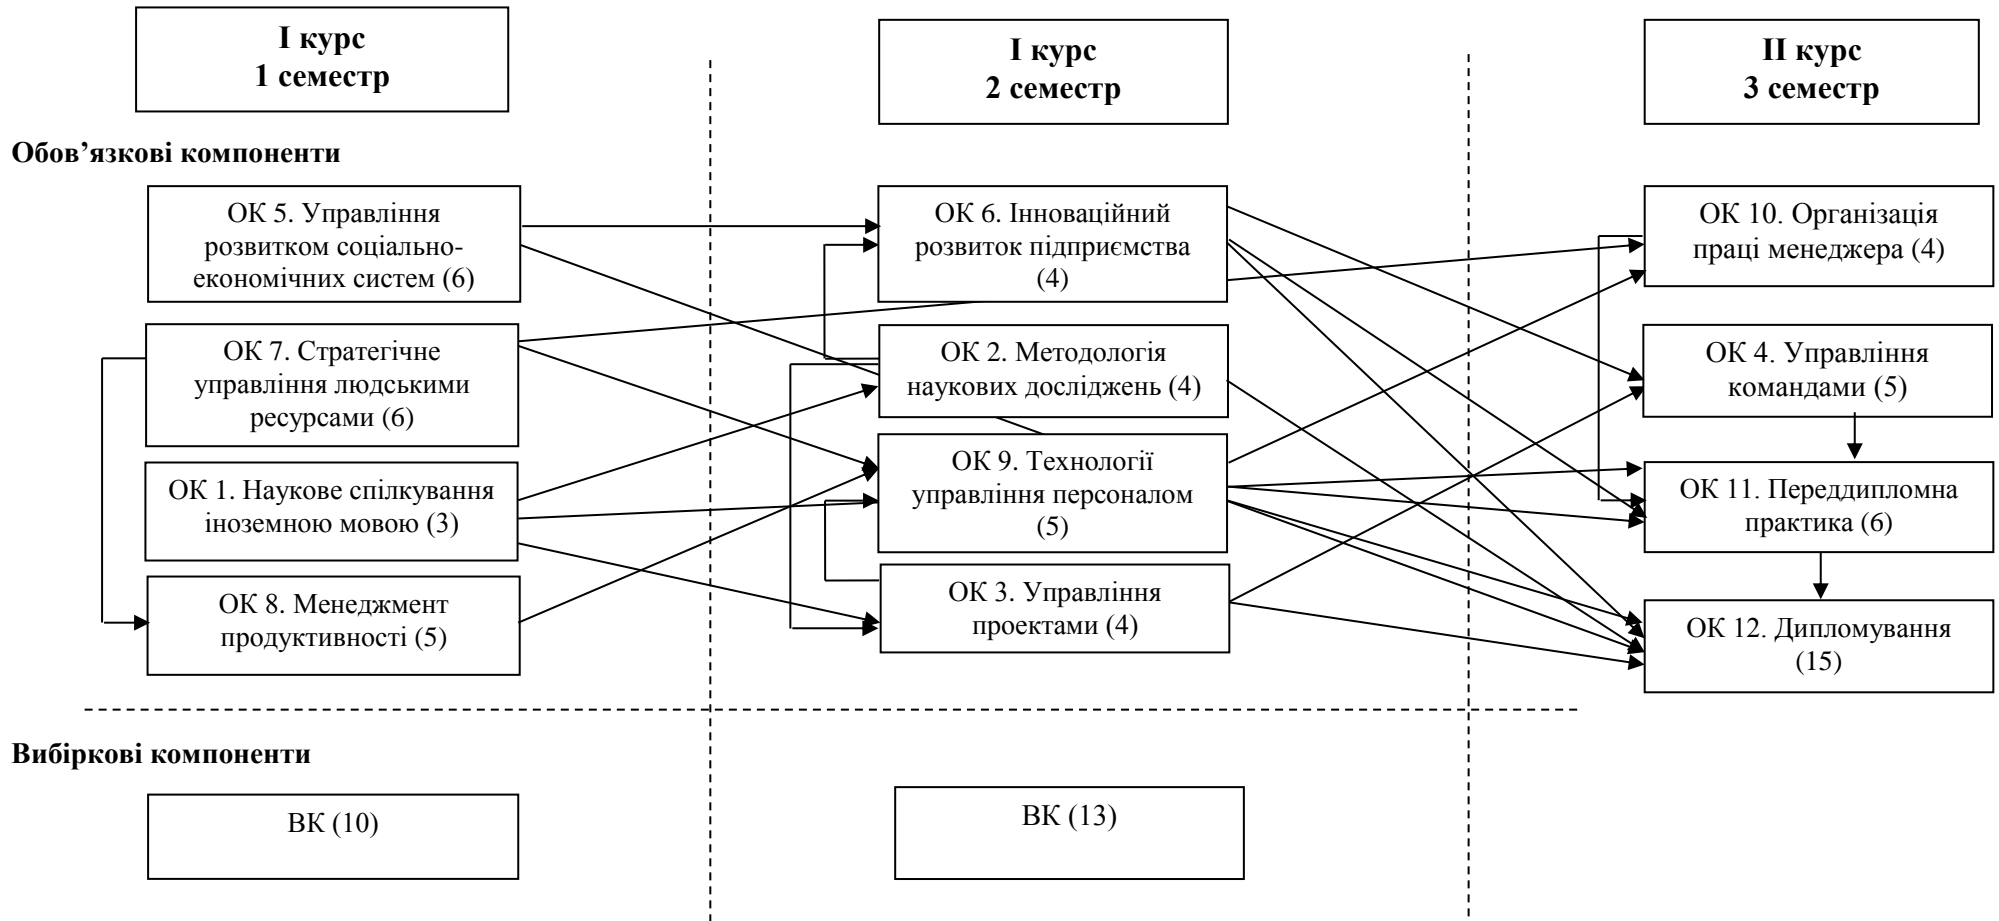 І курс
1 семестр
І курс
2 семестр
ІІ курс
3 семестр
Обов’язкові компоненти
ОК 5. Управління
розвитком соціально-
економічних систем (6)
ОК 7. Стратегічне
управління людськими
ресурсами (6)
ОК 1. Наукове спілкування
іноземною мовою (3)
ОК 8. Менеджмент
продуктивності (5)
ОК 6. Інноваційний
розвиток підприємства
(4)
ОК 2. Методологія
наукових досліджень (4)
ОК 9. Технології
управління персоналом
(5)
ОК 3. Управління
проектами (4)
ОК 10. Організація
праці менеджера (4)
ОК 4. Управління
командами (5)
ОК 11. Переддипломна
практика (6)
ОК 12. Дипломування
(15)
Вибіркові компоненти
ВК (10)
ВК (13)